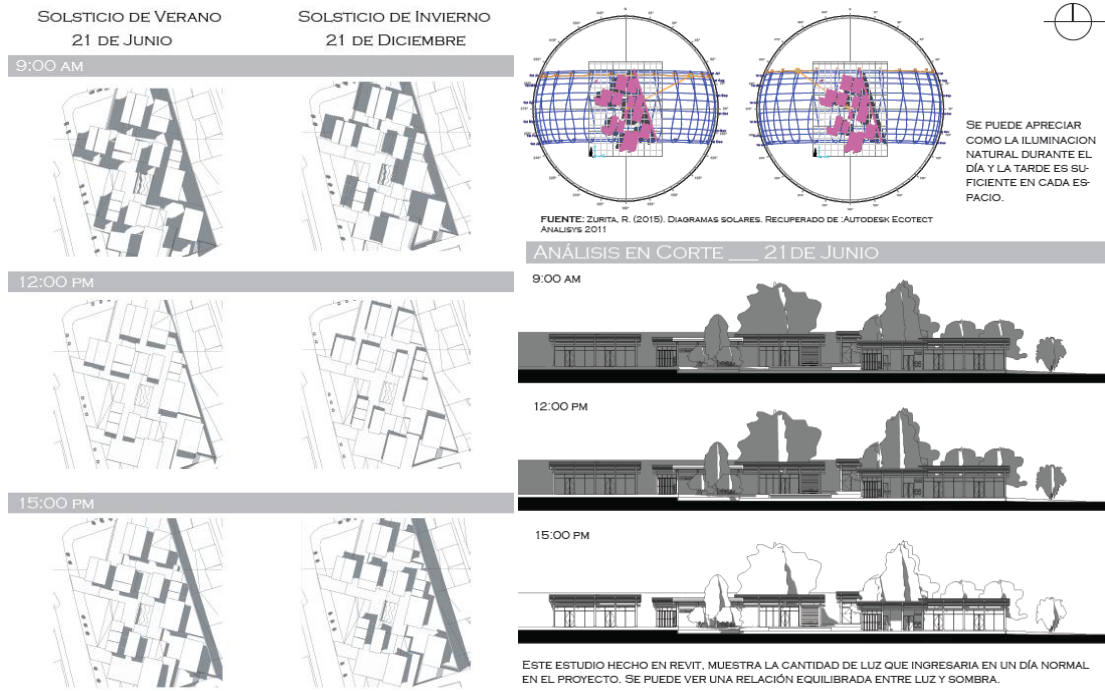 SOLSTICIO DE VERANO
21 DE JUNIO
SOLSTICIO DE INVIERNO
21 DE DICIEMBRE
9:00 AM
12:00 PM
15:00 PM
SE PUEDE APRECIAR
COMO LA ILUMINACION
NATURAL DURANTE EL
DÍA Y LA TARDE ES SU-
FICIENTE EN CADA ES-
PACIO.
FUENTE: ZURITA, R. (2015). DIAGRAMAS SOLARES. RECUPERADO DE :AUTODESK ECOTECT
ANALISYS 2011
ANÁLISIS EN CORTE ___ 21DE JUNIO
9:00 AM
12:00 PM
15:00 PM
ESTE ESTUDIO HECHO EN REVIT, MUESTRA LA CANTIDAD DE LUZ QUE INGRESARIA EN UN DÍA NORMAL
EN EL PROYECTO. SE PUEDE VER UNA RELACIÓN EQUILIBRADA ENTRE LUZ Y SOMBRA.